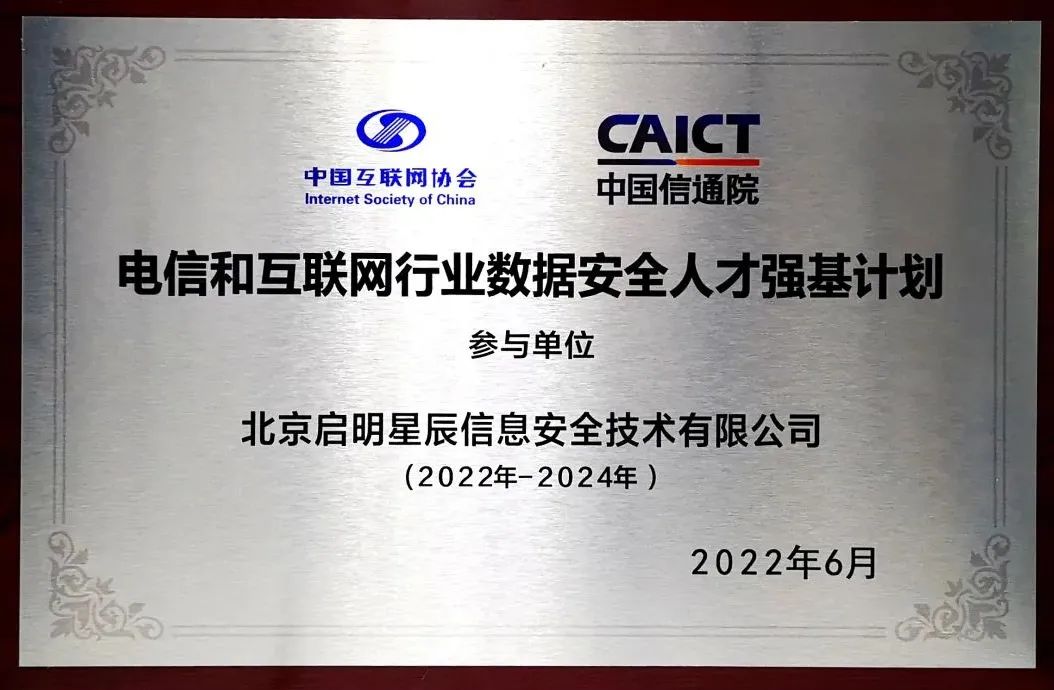 中国互联网协会
Internet Society of China
CAICT
中国信通院
电信和互联网行业数据安全人才强基计划
参与单位
北京启明星辰信息安全技术有限公司
(2022年-2024年)
2022年6月